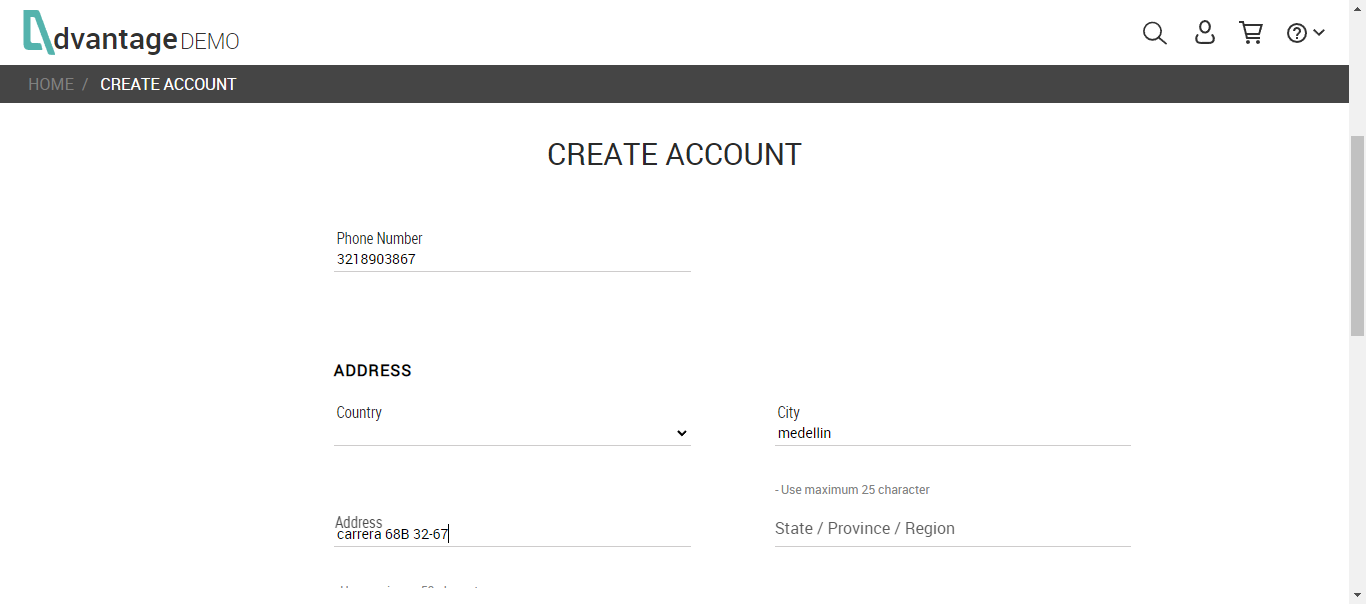 dvantage DEMO
HOME / CREATE ACCOUNT
CREATE ACCOUNT
Phone Number
3218903867
ADDRESS
Country
City
medellin
- Use maximum 25 character
Address
carrera 68B 32-67
State / Province / Region